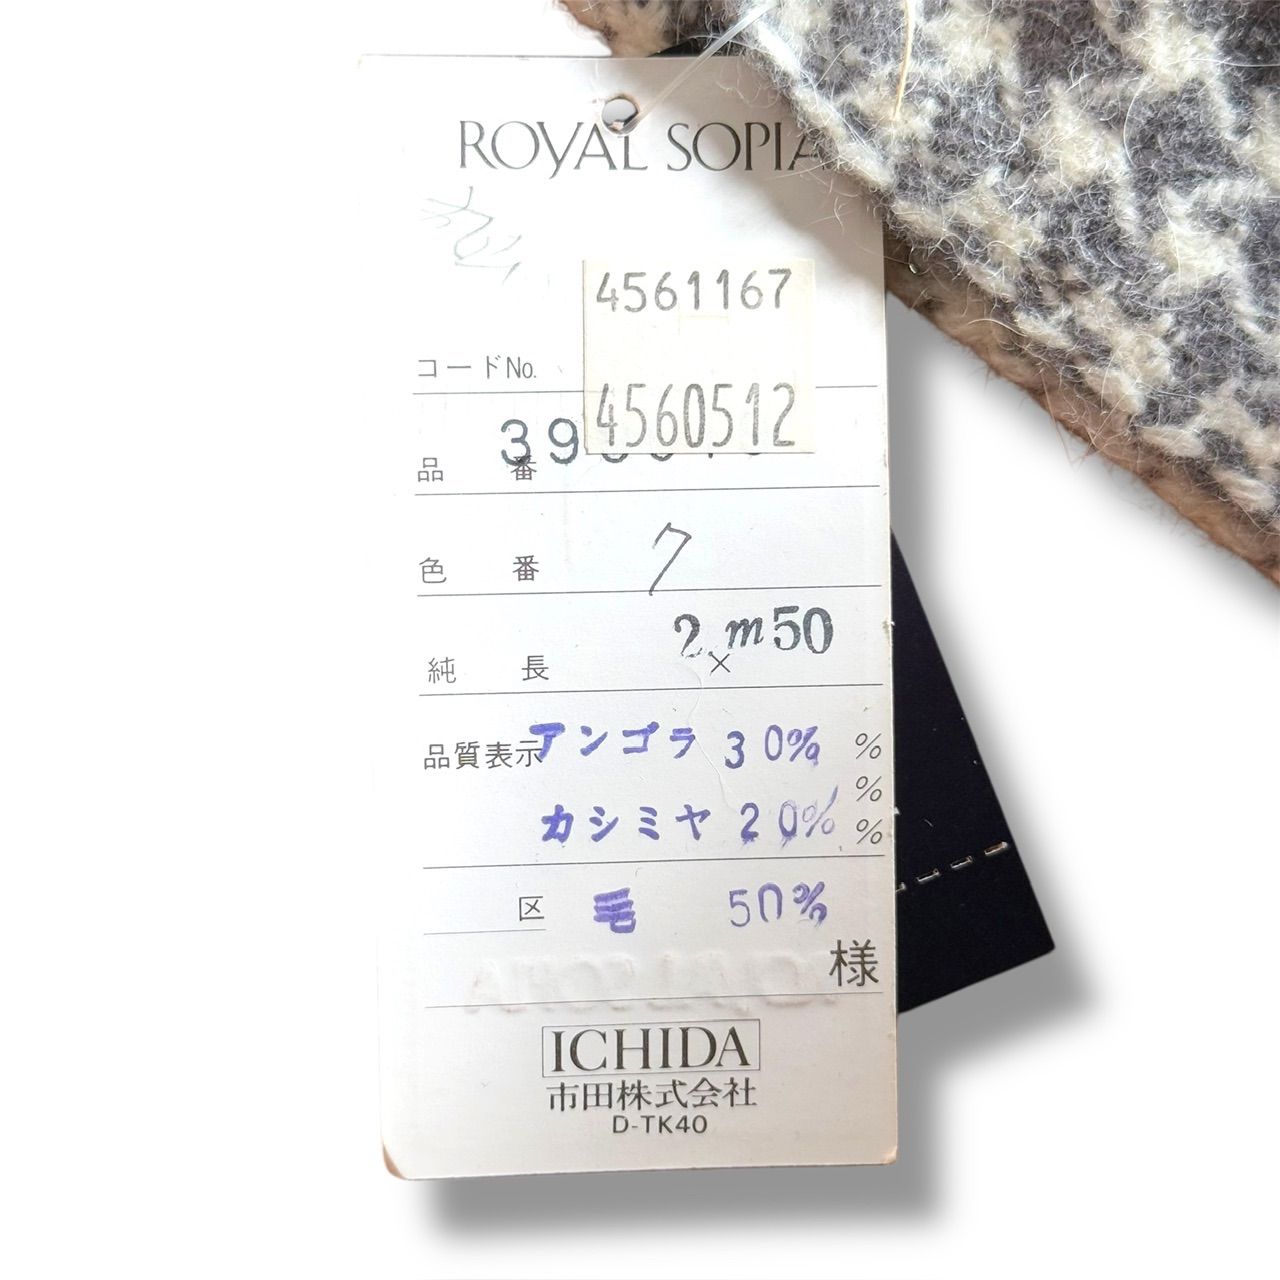 ROYAL SOPIA
4561167
コードNo.
4560512
品番 39
色番 7
純長 2m50
×
品質表示 アンゴラ 30% %
%
カシミヤ 20% %
区 毛 50%
様
ICHIDA
市田株式会社
D-TK40